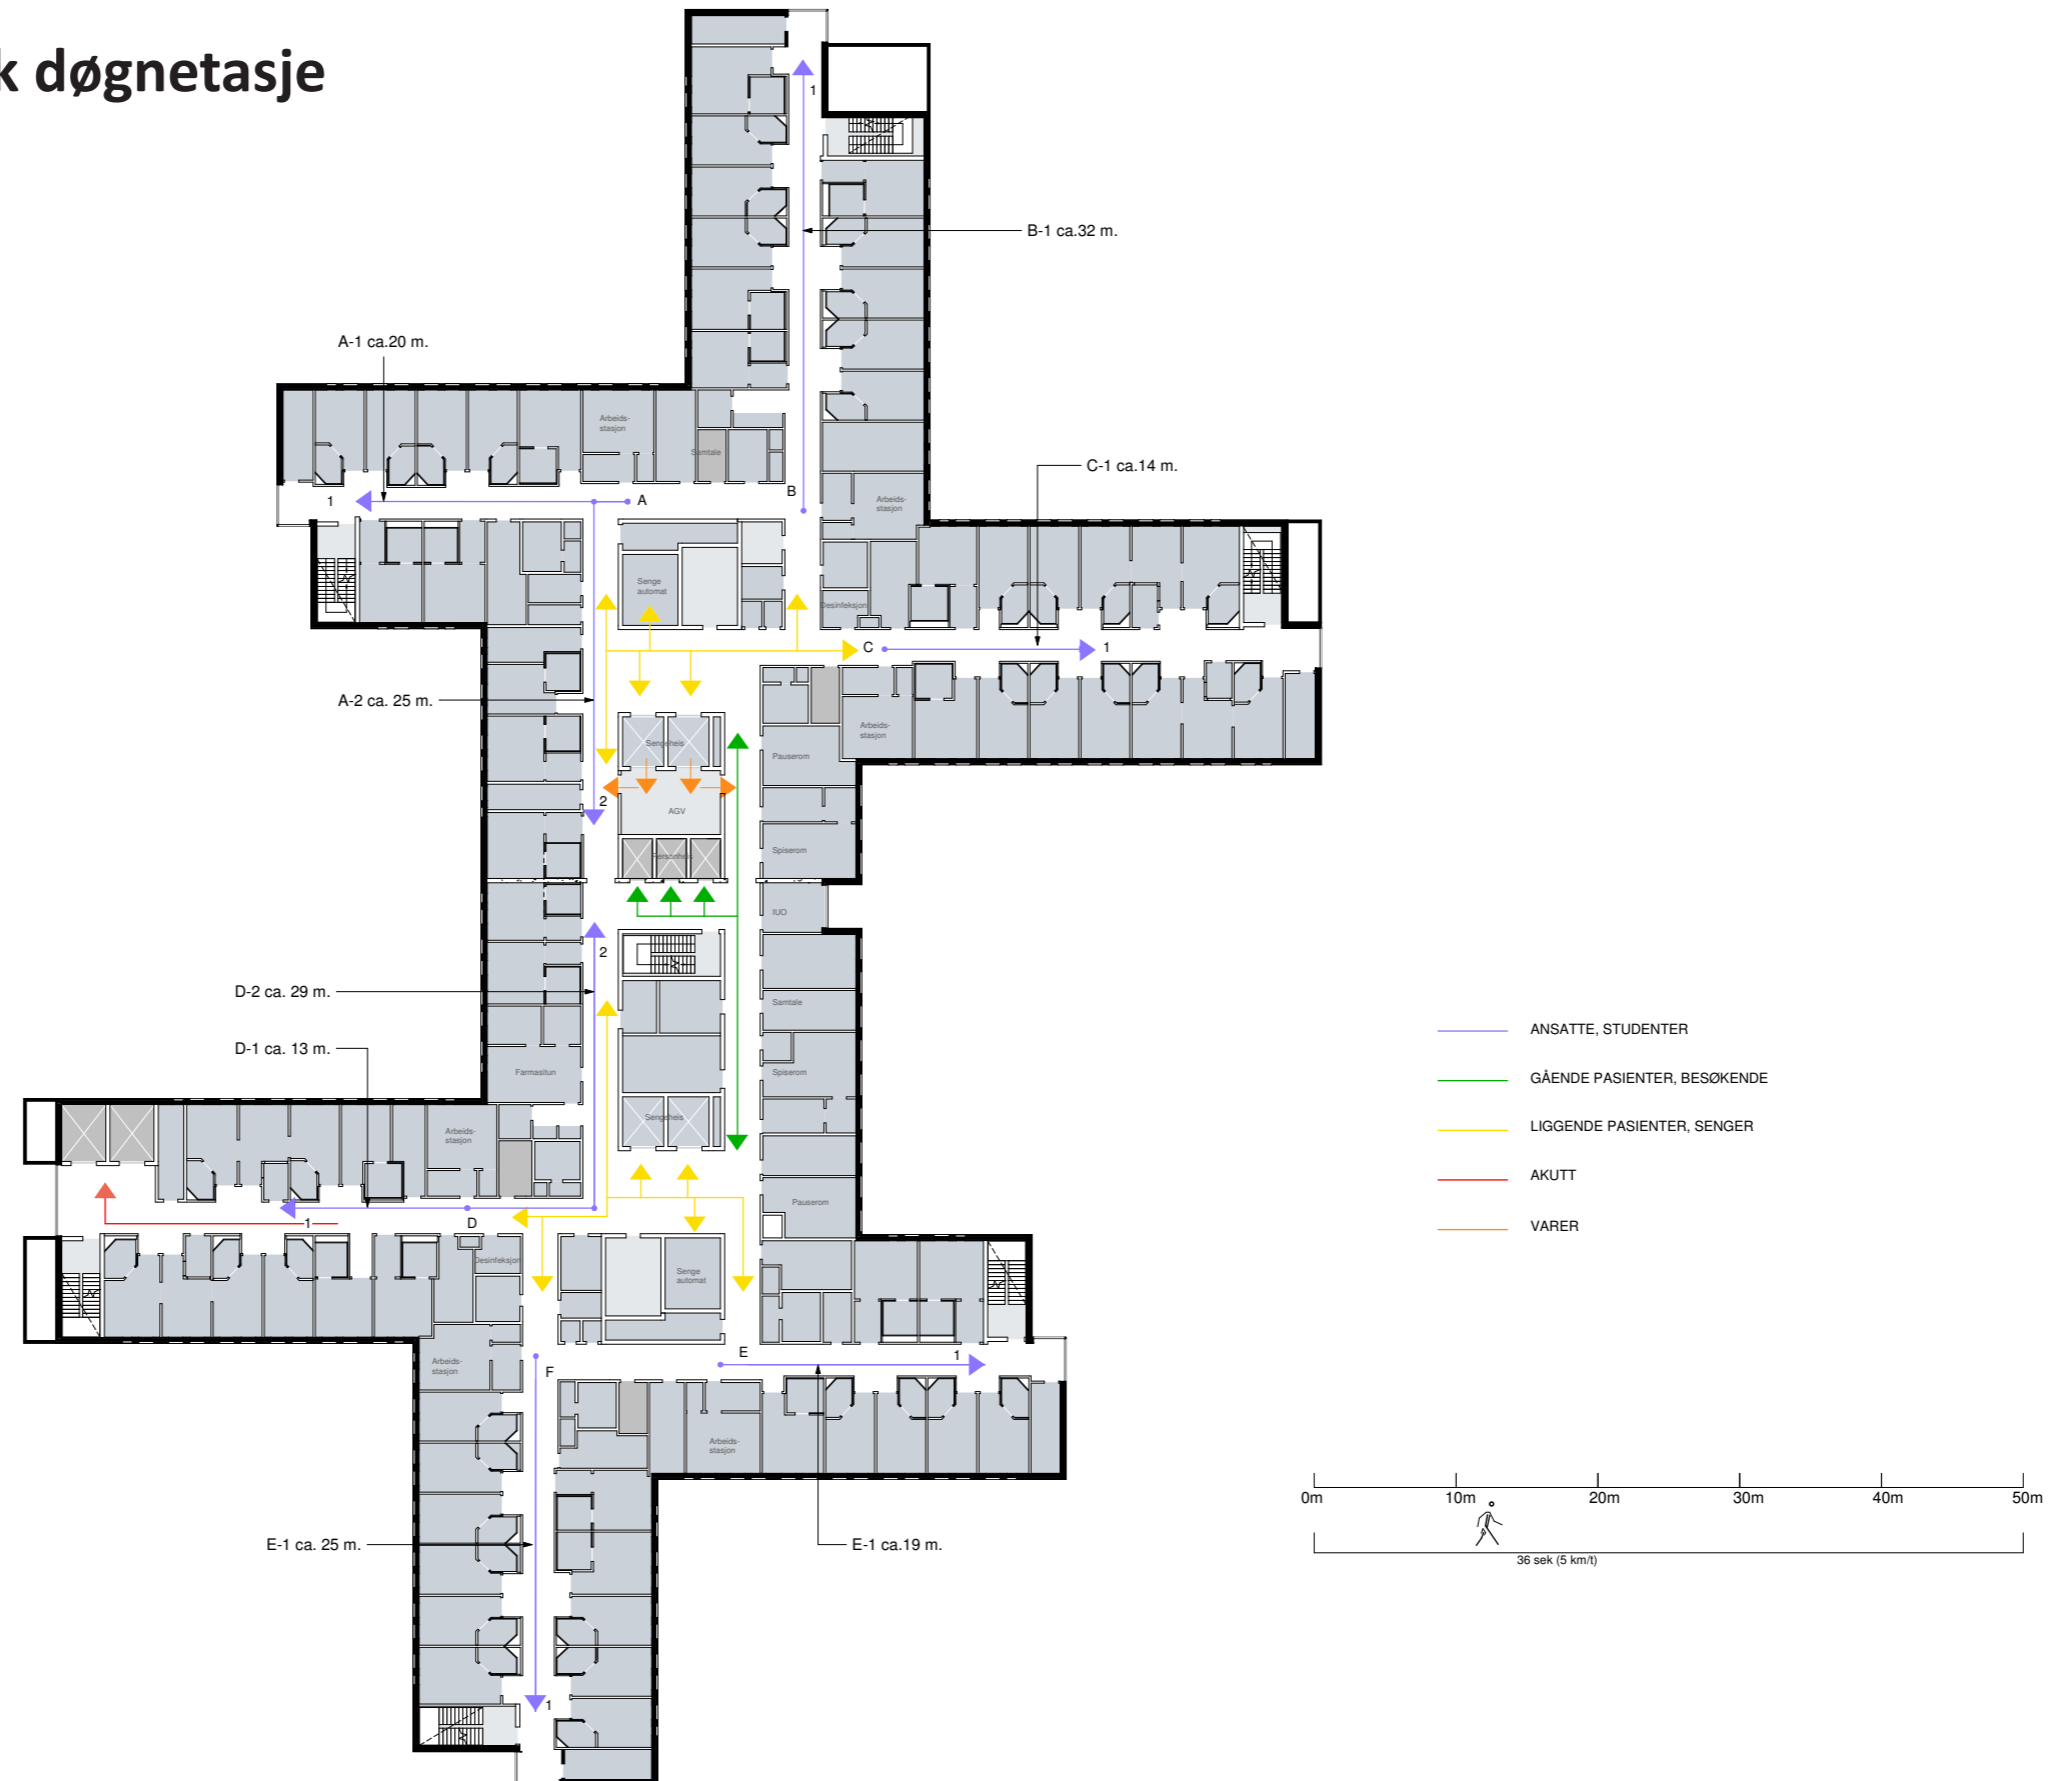 k døgnetasje
1
B-1 ca.32 m.
A-1 ca.20 m.
Arbeids-
stasjon
Samtale
C-1 ca.14 m.
1
A
B
Arbeids-
stasjon
Senge
automat
Desinfeksjon
C
1
A-2 ca. 25 m.
Arbeids-
stasjon
Sengeheis
Pauserom
2
AGV
Personheis
Spiserom
IUO
2
D-2 ca. 29 m.
Samtale
D-1 ca. 13 m.
Farmasitun
Spiserom
Sengeheis
Arbeids-
stasjon
Pauserom
1
D
Desinfeksjon
Senge
automat
Arbeids-
stasjon
F
E
1
Arbeids-
stasjon
E-1 ca. 25 m.
E-1 ca.19 m.
1
ANSATTE, STUDENTER
GÅENDE PASIENTER, BESØKENDE
LIGGENDE PASIENTER, SENGER
AKUTT
VARER
0m 10m 20m 30m 40m 50m
36 sek (5 km/t)